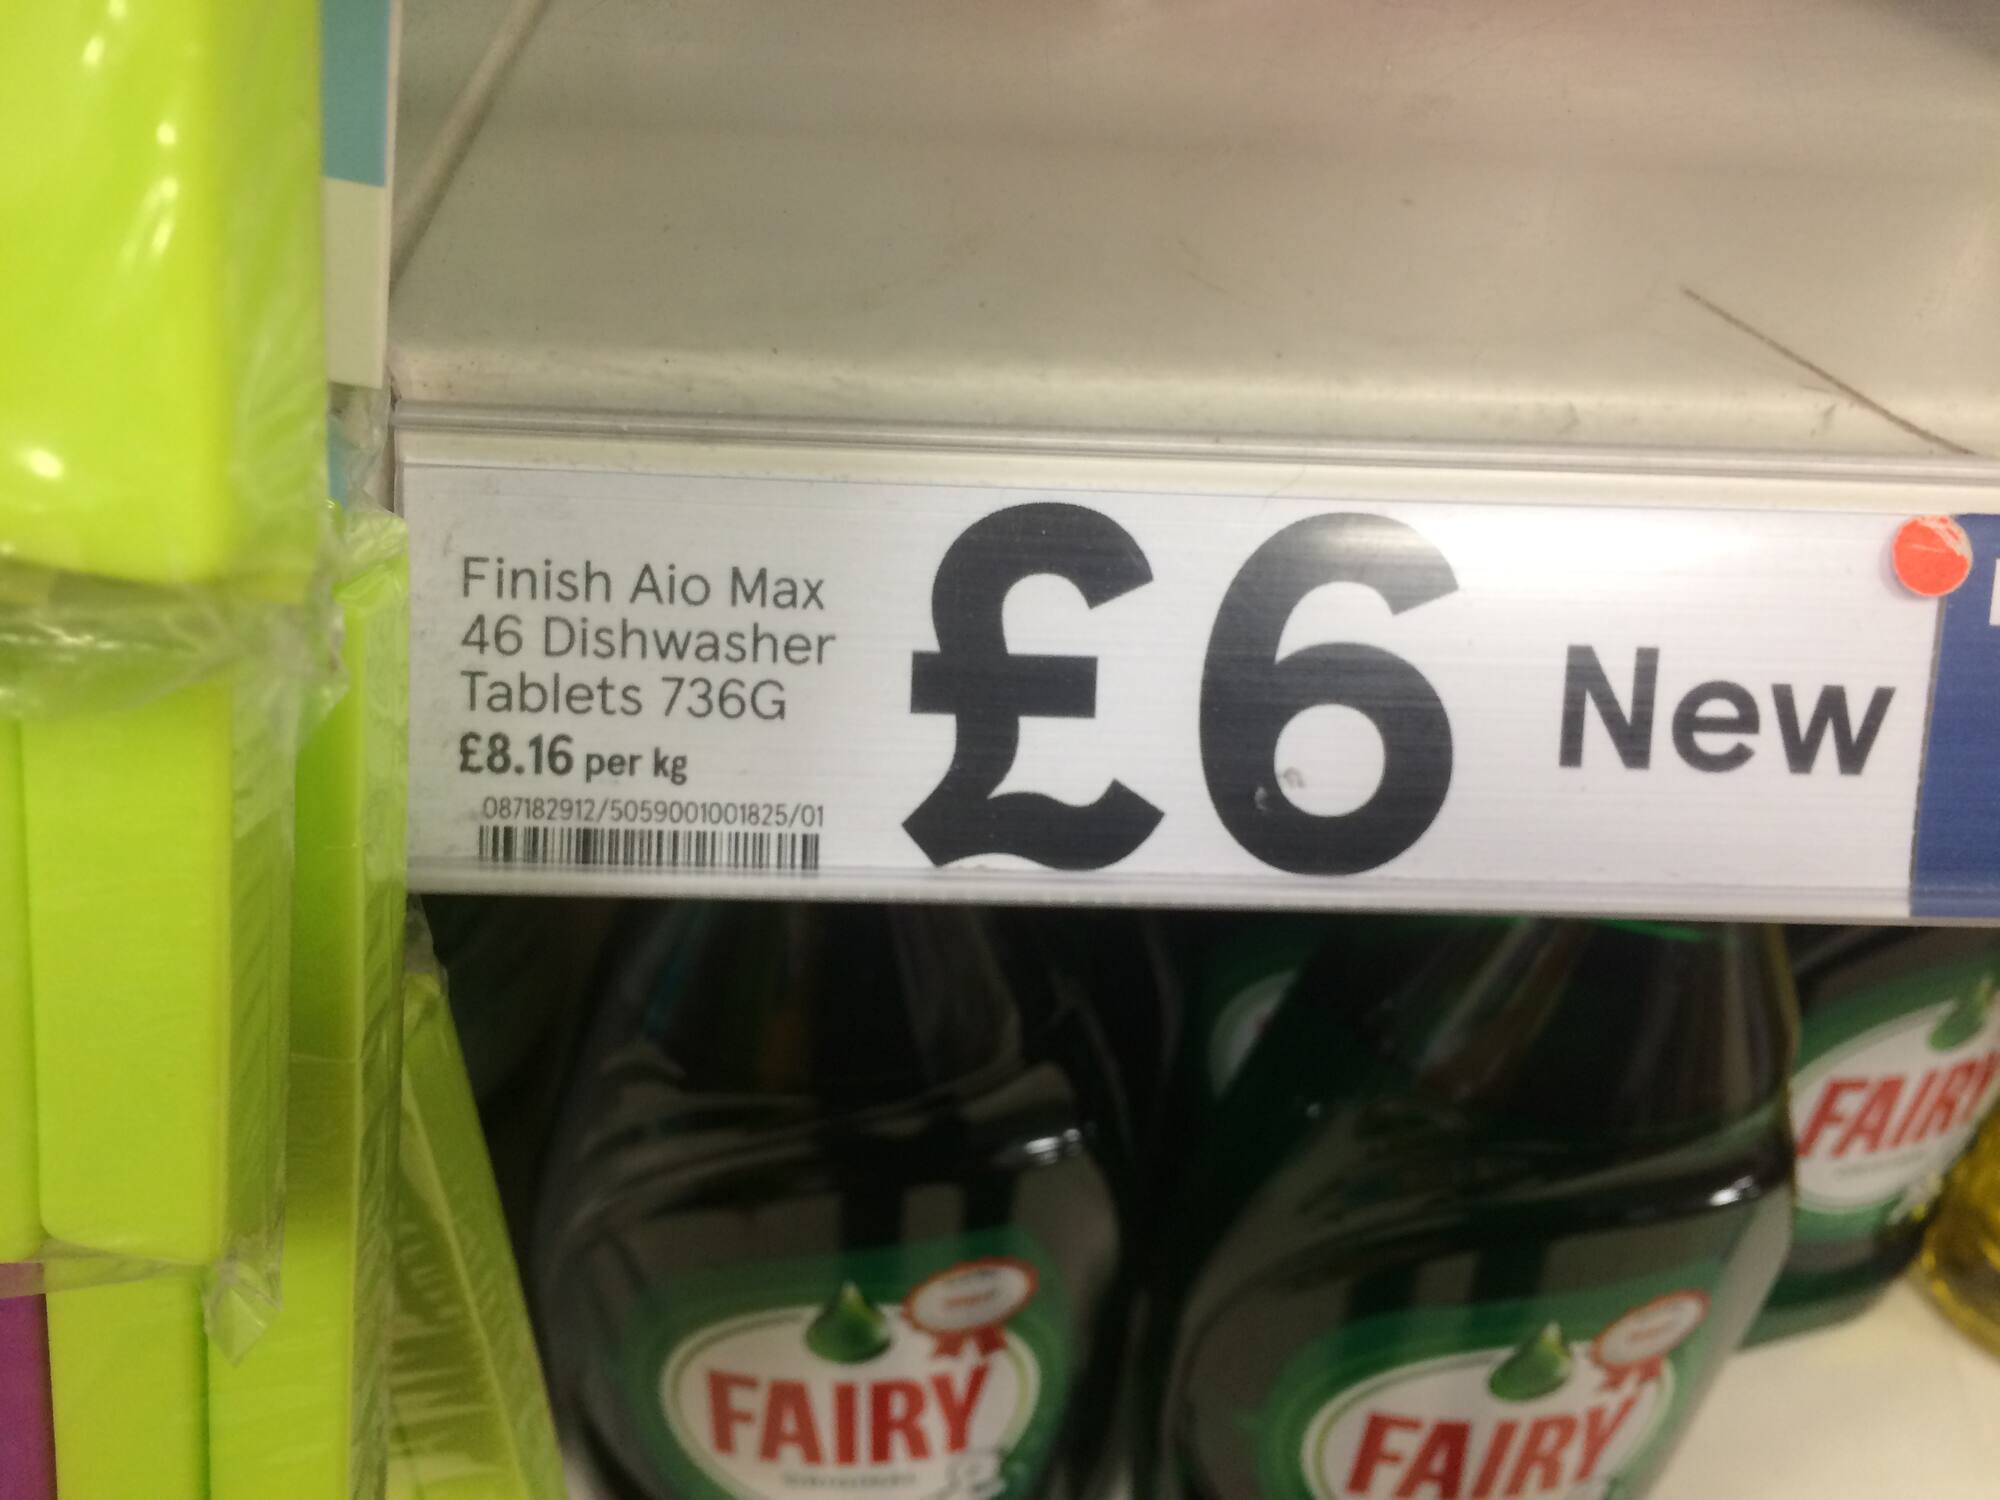 Finish Aio Max
46 Dishwasher
Tablets 736G
£8.16 per kg
087182912/5059001001825/01
£6
New
FAIRY
FAIRY
FAIRY